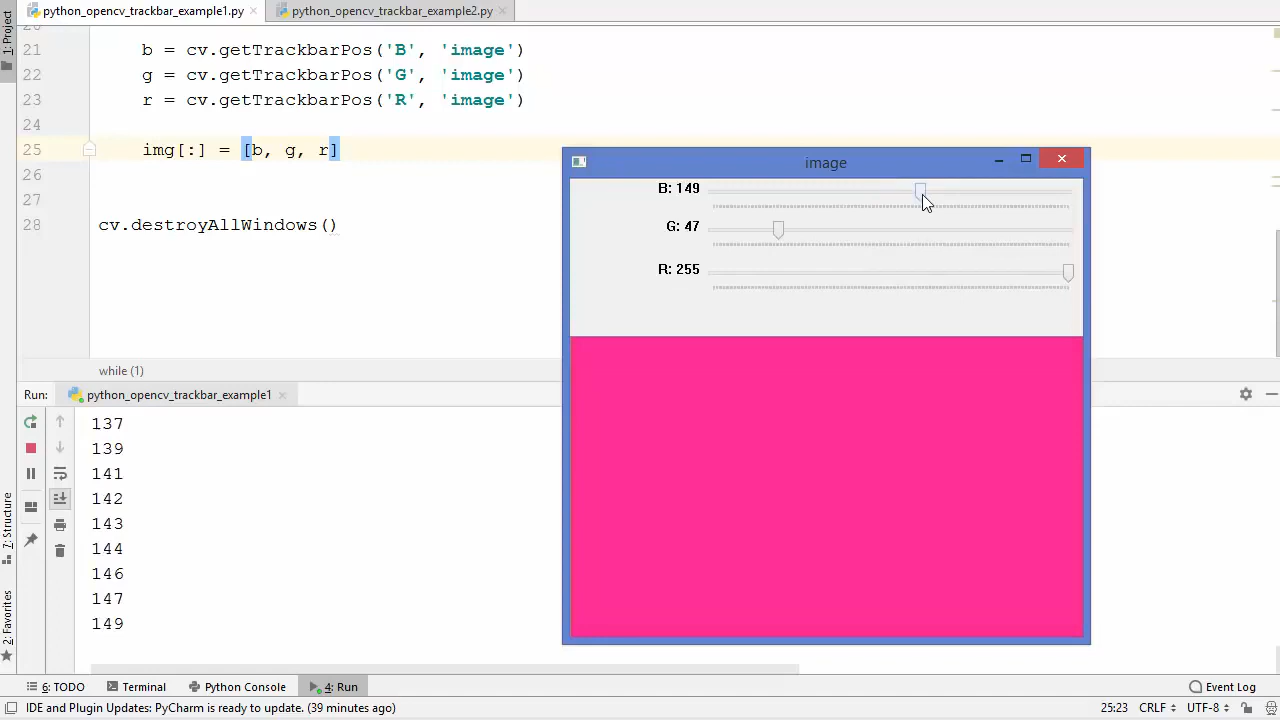 python_opencv_trackbar_example1.py
python_opencv_trackbar_example2.py
1: Project
21 b = cv.getTrackbarPos('B', 'image')
22 g = cv.getTrackbarPos('G', 'image')
23 r = cv.getTrackbarPos('R', 'image')
24
25 img[:] = [b, g, r]
26
27
28 cv.destroyAllWindows()
while (1)
image
B: 149
G: 47
R: 255
Run: python_opencv_trackbar_example1
137
139
141
142
143
144
146
147
149
7: Structure
2: Favorites
6: TODO Terminal Python Console 4: Run Event Log
IDE and Plugin Updates: PyCharm is ready to update. (39 minutes ago) 25:23 CRLF UTF-8